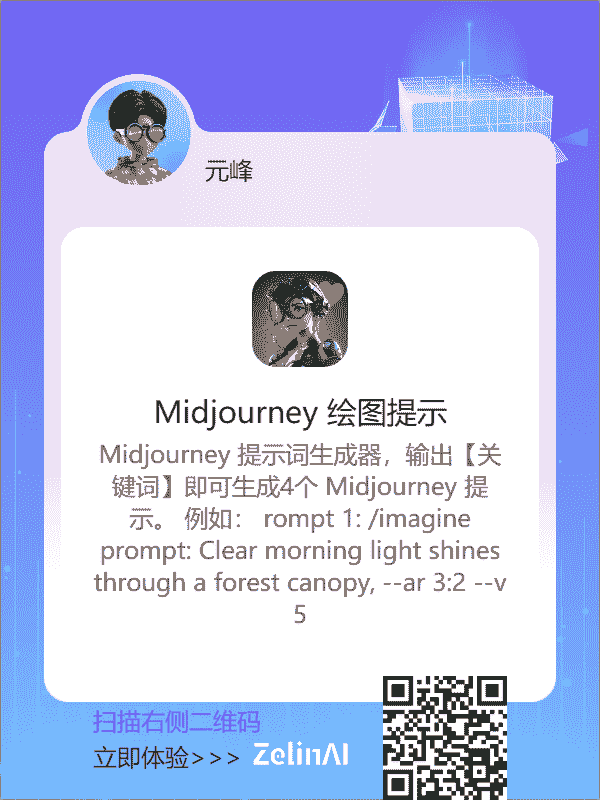 元峰
Midjourney 绘图提示
Midjourney 提示词生成器，输出【关
键词】即可生成4个 Midjourney 提
示。 例如： rompt 1: /imagine
prompt: Clear morning light shines
through a forest canopy, --ar 3:2 --v
5
扫描右侧二维码
立即体验>>> ZelinAI